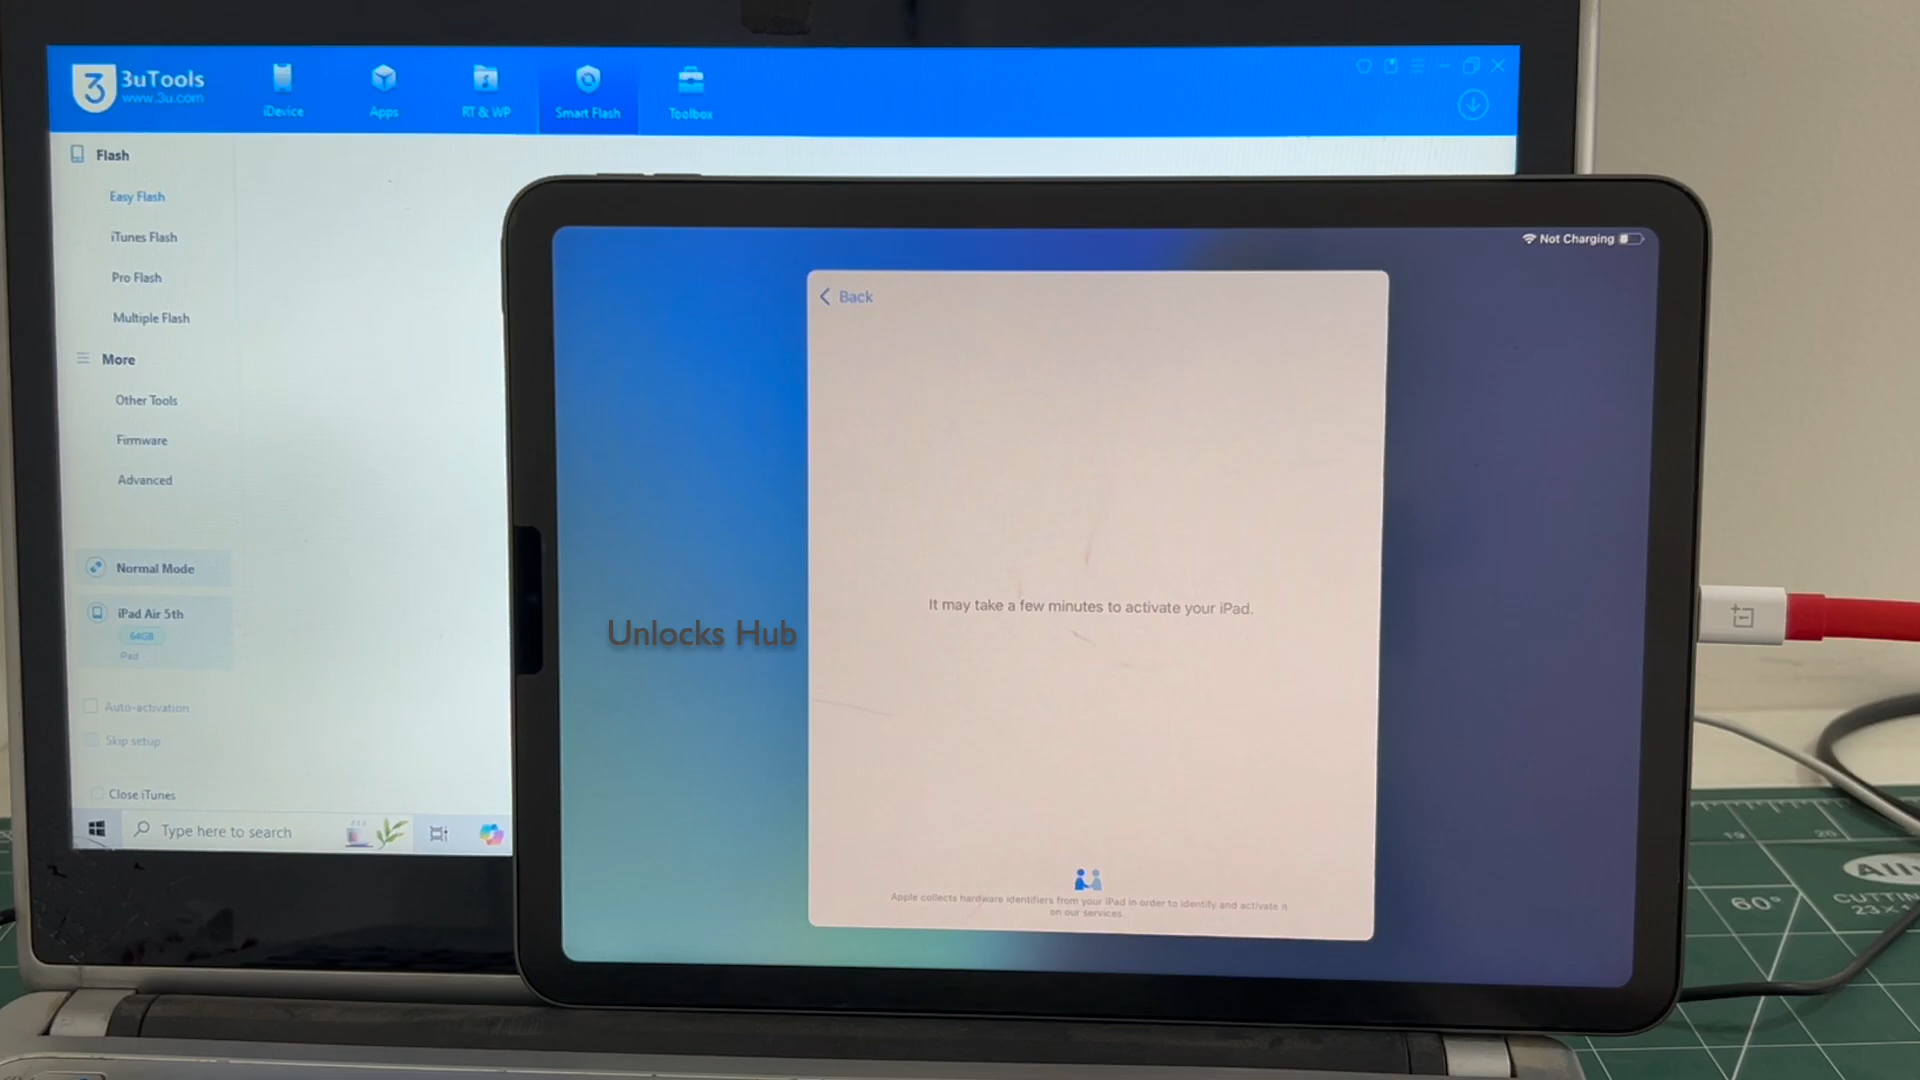 3uTools
www.3u.com
iDevice
Apps
RT & WP
Smart Flash
Toolbox
Flash
Easy Flash
iTunes Flash
Pro Flash
Multiple Flash
More
Other Tools
Firmware
Advanced
Normal Mode
iPad Air 5th
64GB
iPad
Auto-activation
Skip setup
Close iTunes
Type here to search
Not Charging
Back
It may take a few minutes to activate your iPad.
Apple collects hardware identifiers from your iPad in order to identify and activate it
on our services.
Unlocks Hub
19
20
60°